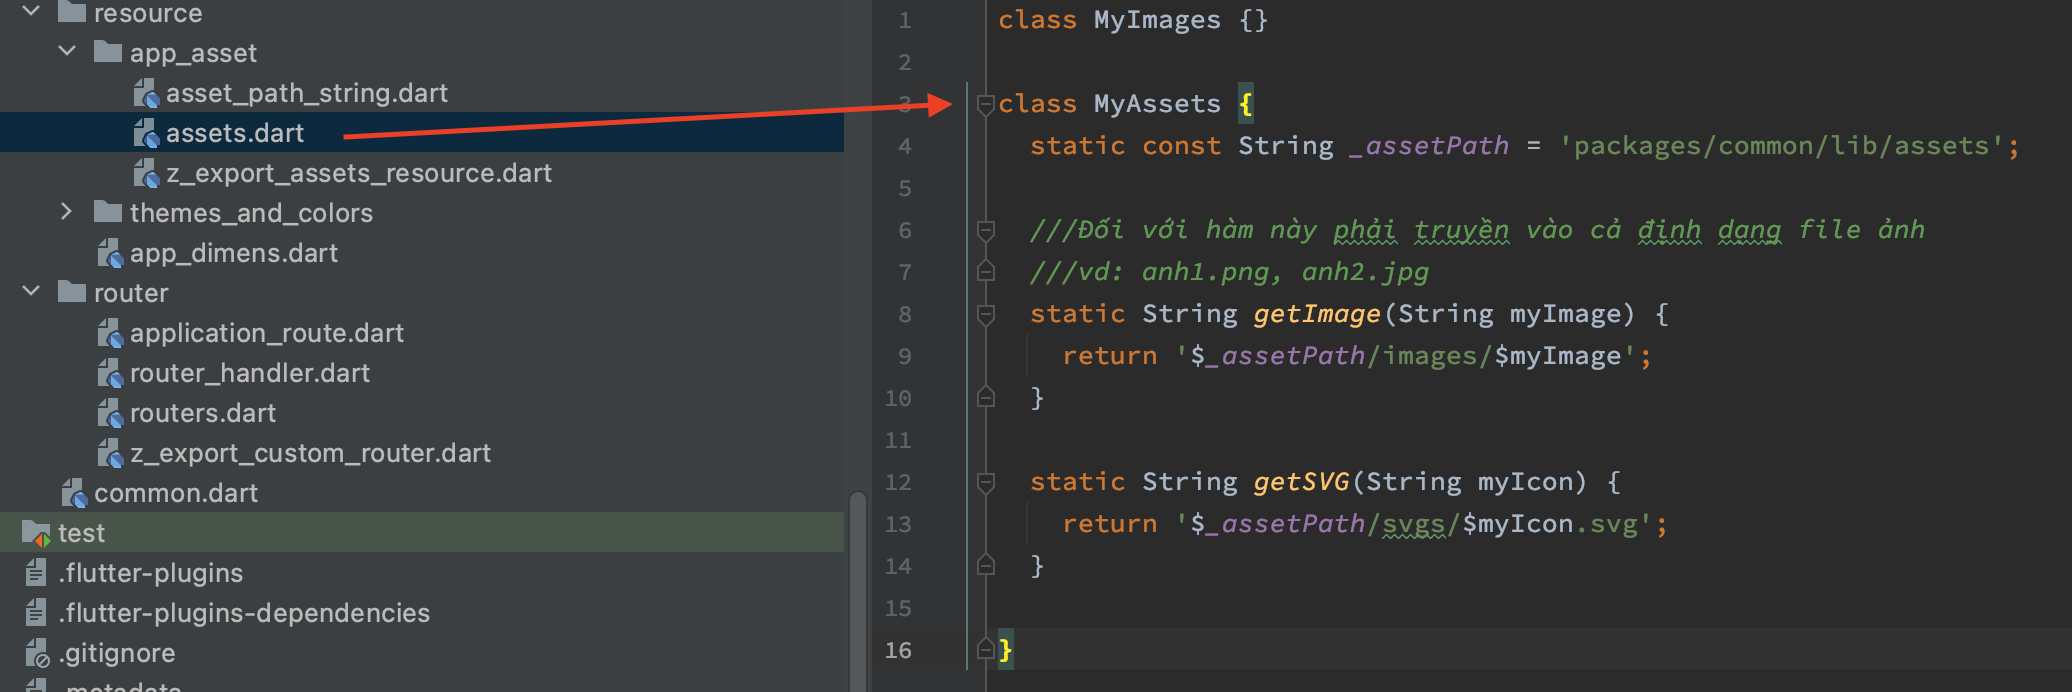 resource
app_asset
asset_path_string.dart
assets.dart
z_export_assets_resource.dart
themes_and_colors
app_dimens.dart
router
application_route.dart
router_handler.dart
routers.dart
z_export_custom_router.dart
common.dart
test
.flutter-plugins
.flutter-plugins-dependencies
.gitignore
.metadata
1 class MyImages {}
2
3 class MyAssets {
4 static const String _assetPath = 'packages/common/lib/assets';
5
6 ///Đối với hàm này phải truyền vào cả định dạng file ảnh
7 ///vd: anh1.png, anh2.jpg
8 static String getImage(String myImage) {
9 return '$_assetPath/images/$myImage';
10 }
11
12 static String getSVG(String myIcon) {
13 return '$_assetPath/svgs/$myIcon.svg';
14 }
15
16 }